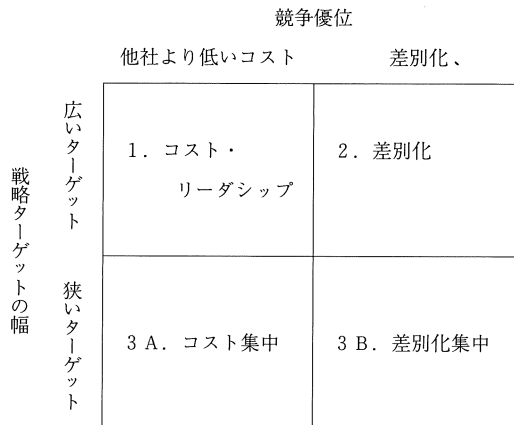 競争優位
他社より低いコスト
差別化、
戦略ターゲットの幅
広いターゲット
1．コスト・
リーダシップ
2．差別化
狭いターゲット
3A．コスト集中
3B．差別化集中